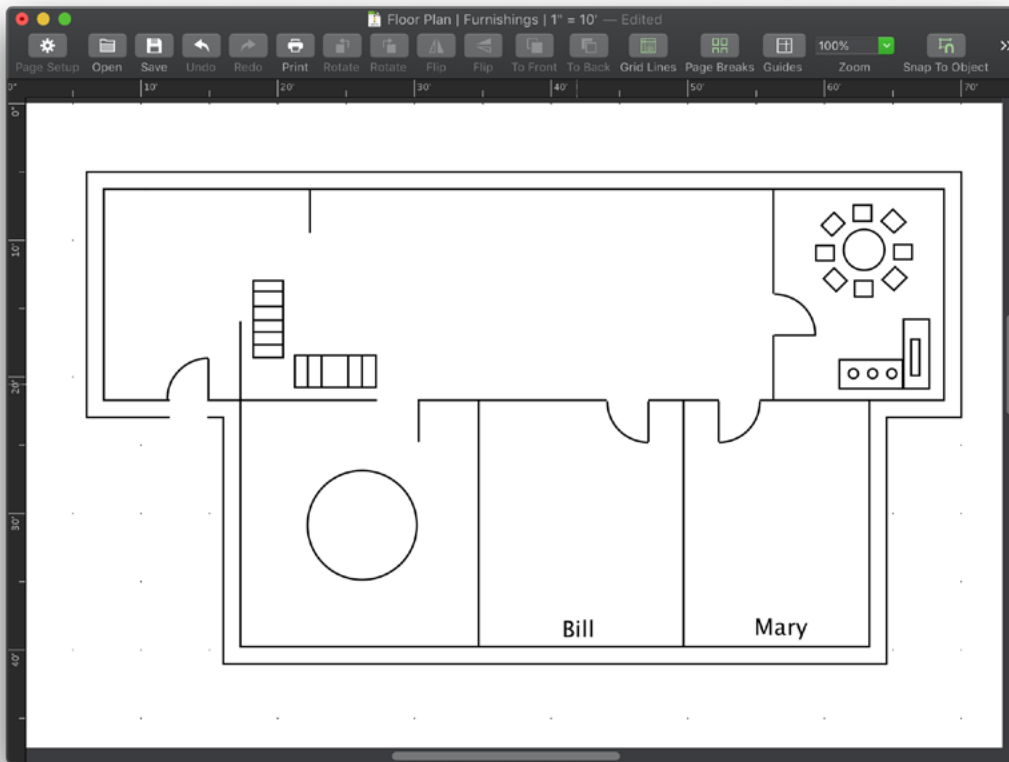 Floor Plan | Furnishings | 1" = 10' — Edited
100%
Page Setup Open Save Undo Redo Print Rotate Rotate Flip Flip To Front To Back Grid Lines Page Breaks Guides Zoom Snap To Object
0" 10' 20' 30' 40' 50' 60' 70'
0"
10'
20'
30'
40'
Bill
Mary